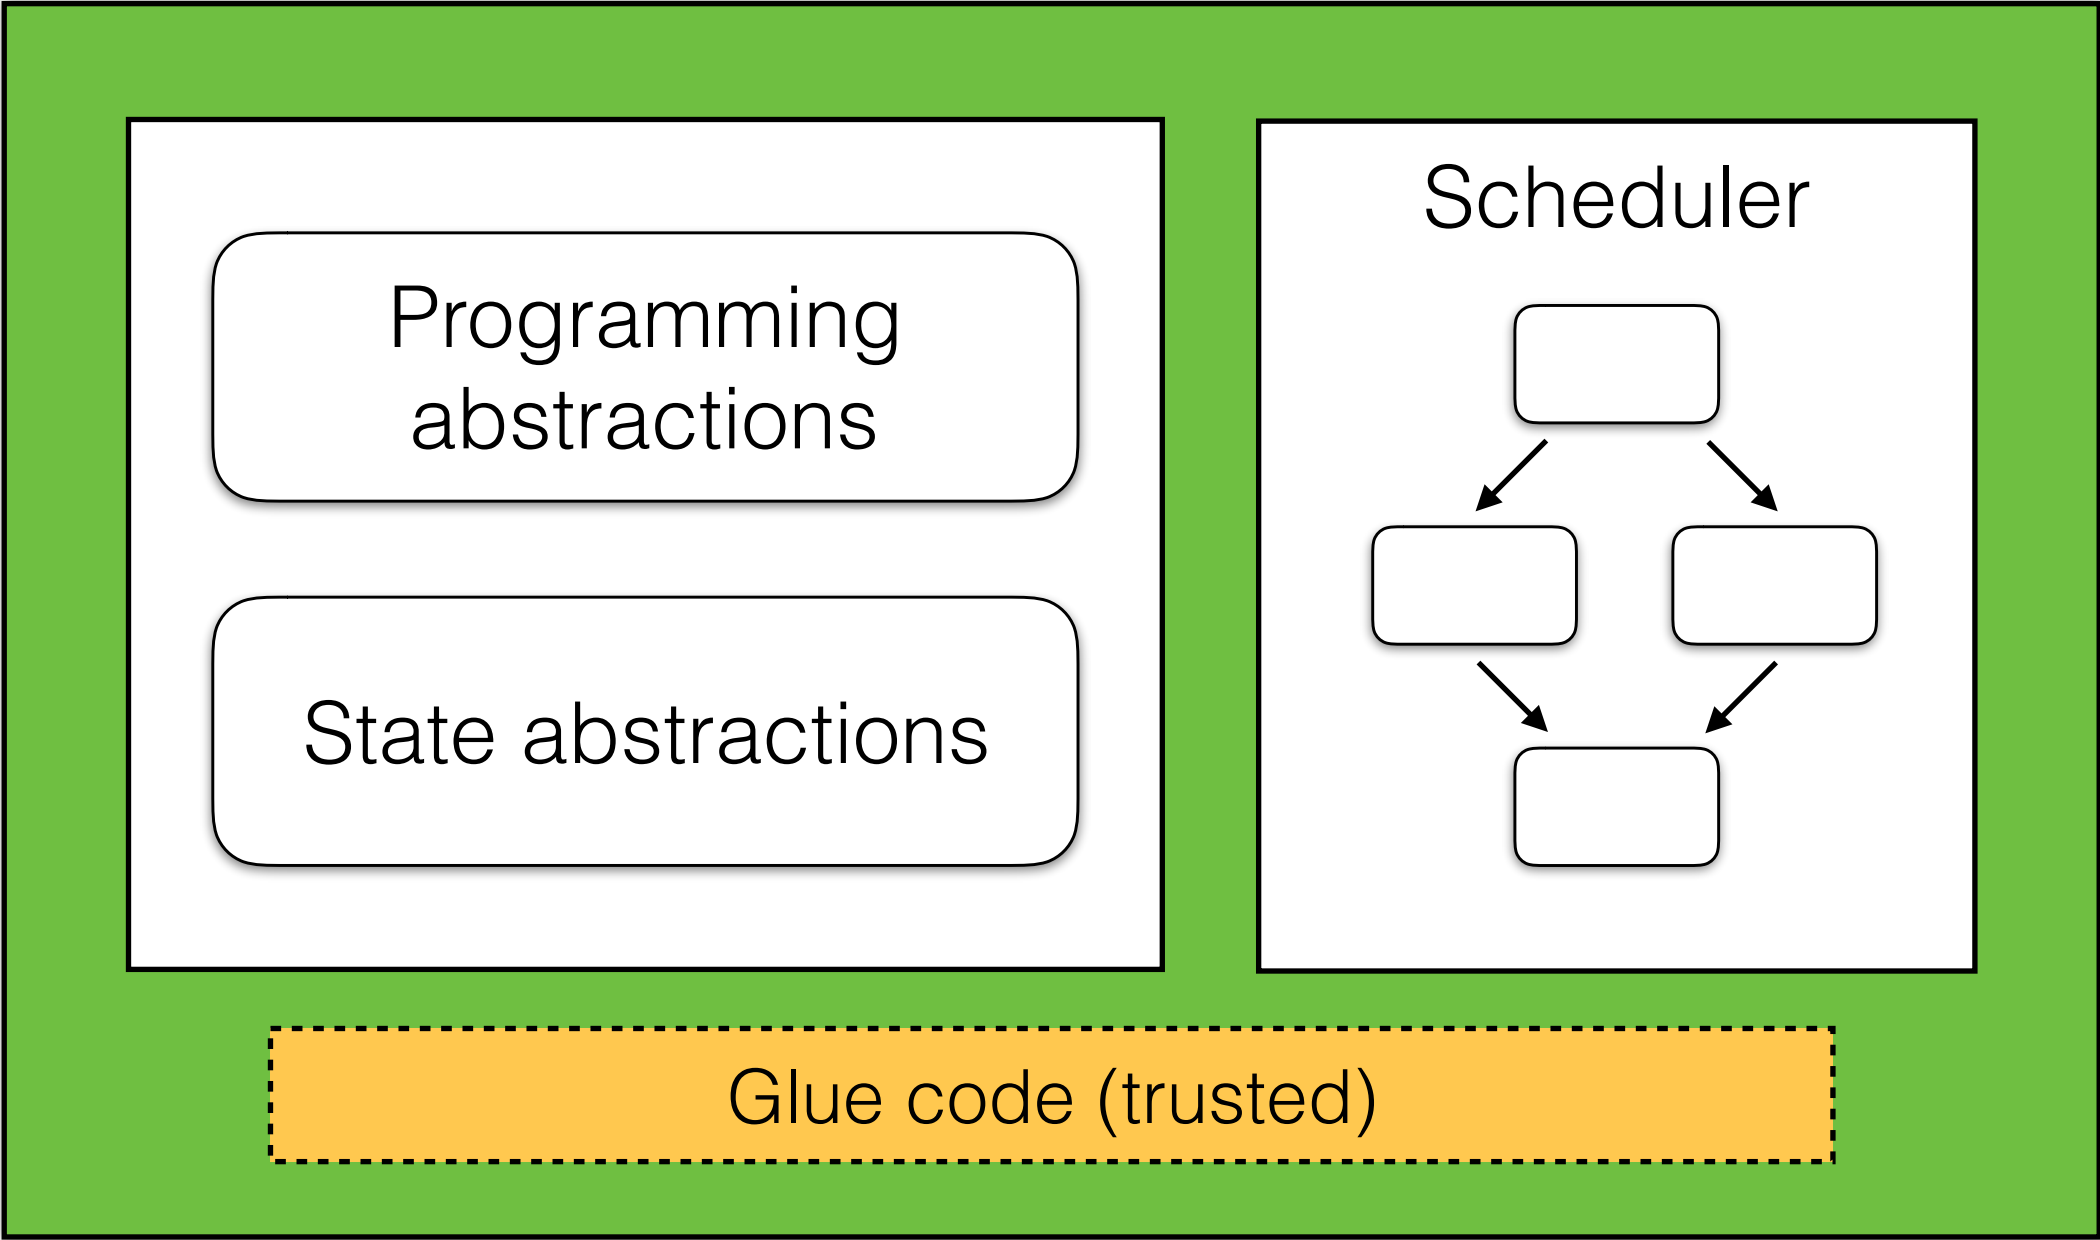 Programming
abstractions
State abstractions
Scheduler
Glue code (trusted)